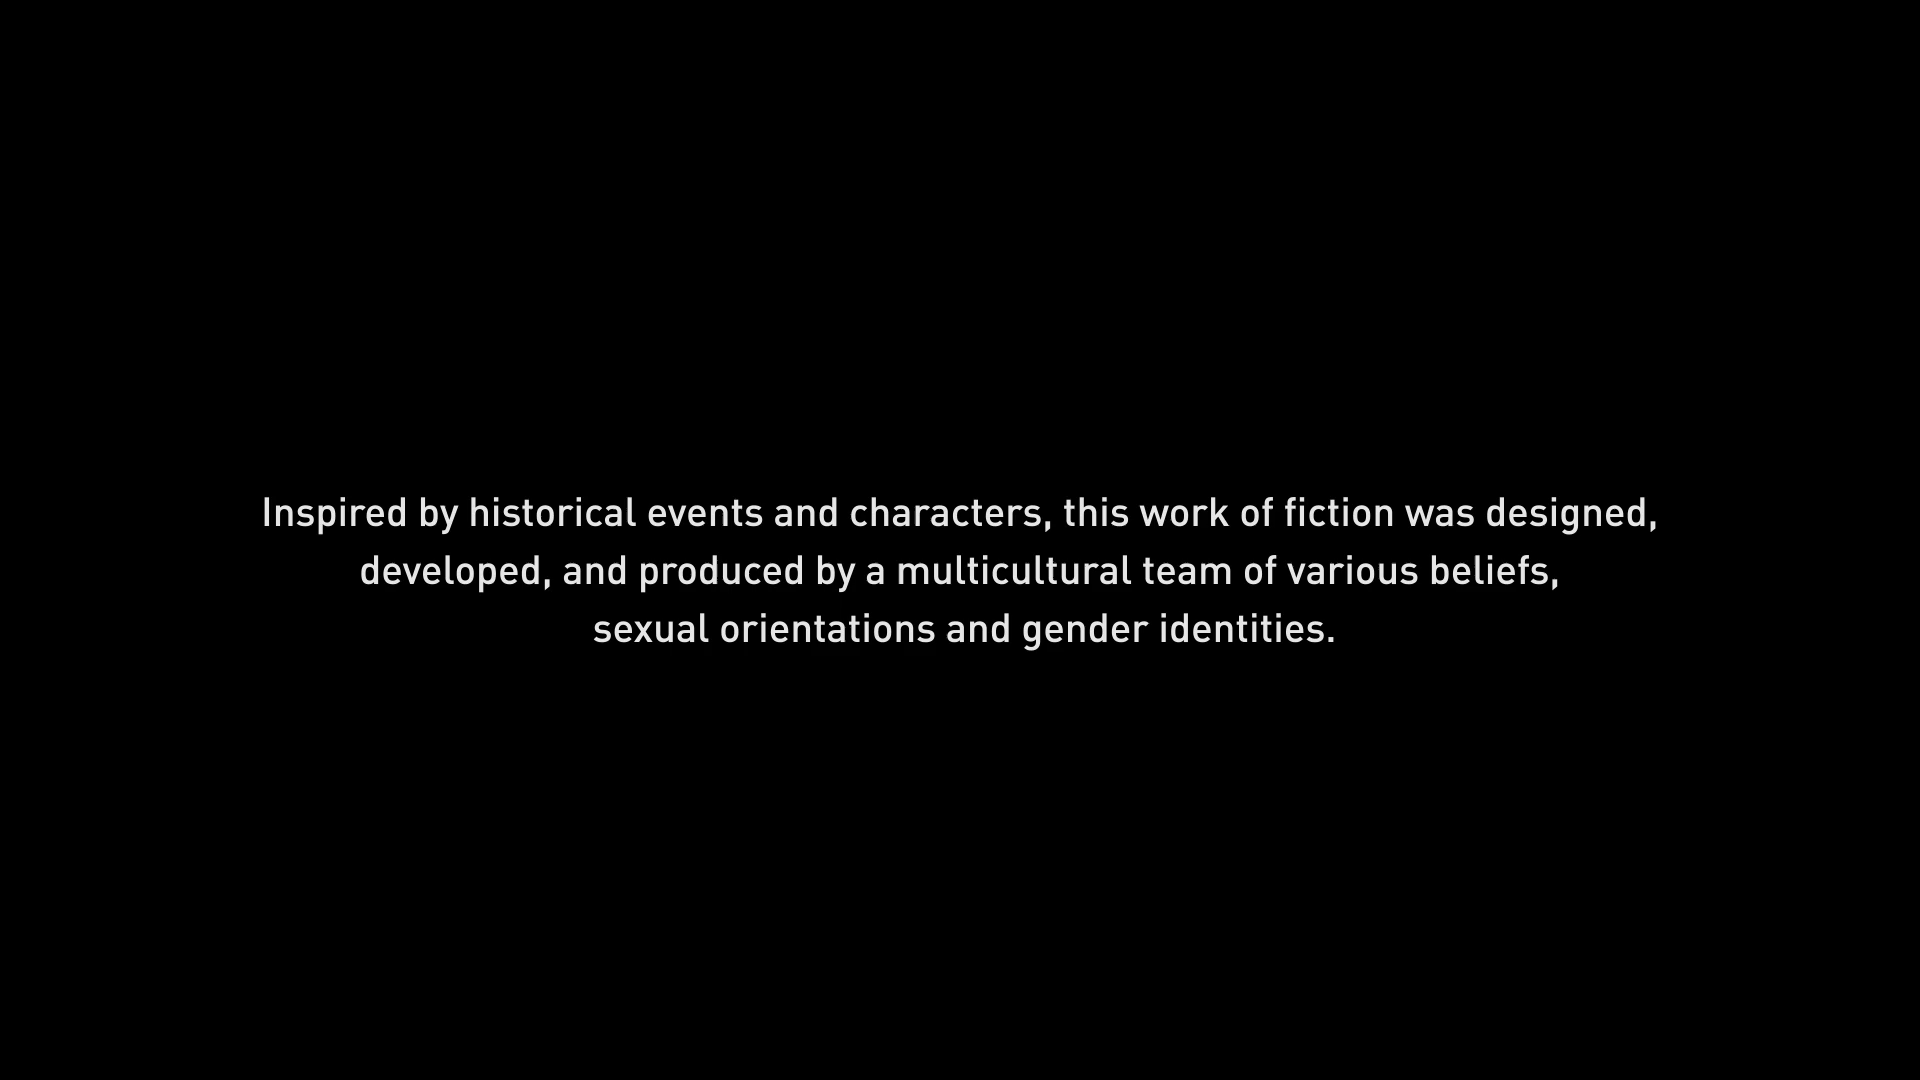 Inspired by historical events and characters, this work of fiction was designed,
developed, and produced by a multicultural team of various beliefs,
sexual orientations and gender identities.